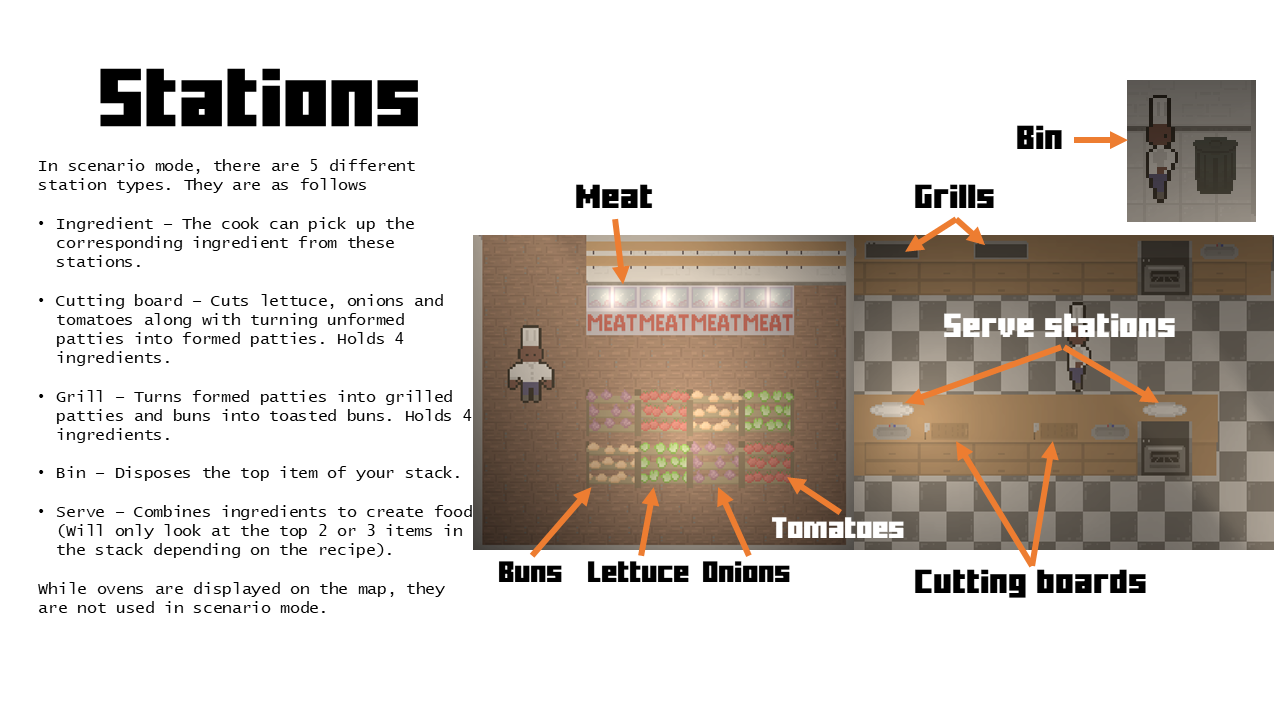 Stations
In scenario mode, there are 5 different
station types. They are as follows
• Ingredient – The cook can pick up the
corresponding ingredient from these
stations.
• Cutting board – Cuts lettuce, onions and
tomatoes along with turning unformed
patties into formed patties. Holds 4
ingredients.
• Grill – Turns formed patties into grilled
patties and buns into toasted buns. Holds 4
ingredients.
• Bin – Disposes the top item of your stack.
• Serve – Combines ingredients to create food
(Will only look at the top 2 or 3 items in
the stack depending on the recipe).
While ovens are displayed on the map, they
are not used in scenario mode.
Bin
Meat
Grills
MEAT MEAT MEAT MEAT
Serve stations
Tomatoes
Buns
Lettuce
Onions
Cutting boards